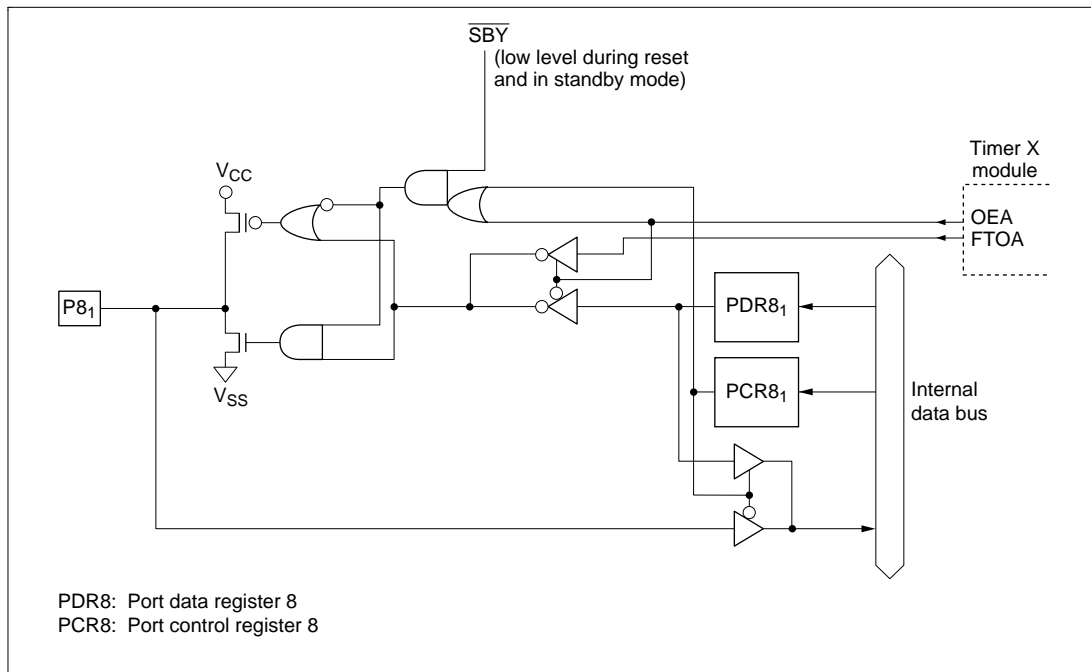 SBY
(low level during reset
and in standby mode)
Timer X
module
VCC
OEA
FTOA
P81
PDR81
VSS
PCR81
Internal
data bus
PDR8: Port data register 8
PCR8: Port control register 8